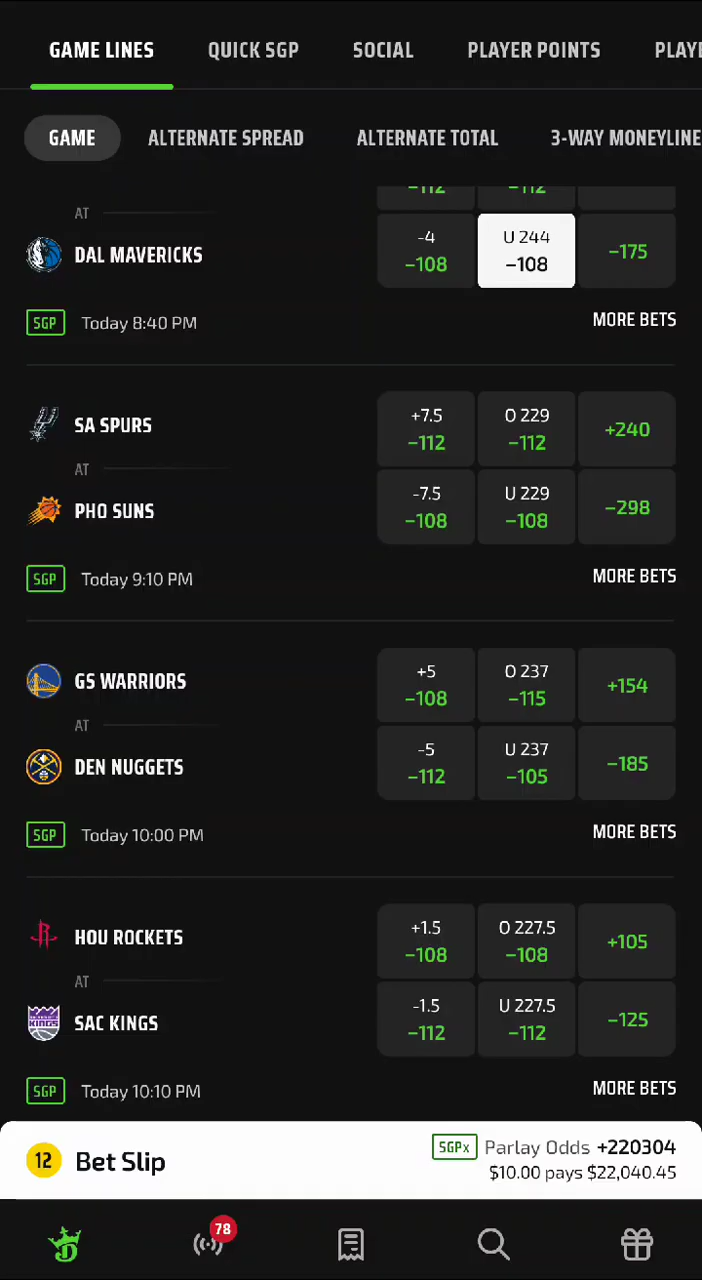 GAME LINES QUICK SGP SOCIAL PLAYER POINTS PLAYE
GAME ALTERNATE SPREAD ALTERNATE TOTAL 3-WAY MONEYLINE
−112 −112
AT
DAL MAVERICKS
-4 U 244
−108 −108 −175
SGP Today 8:40 PM MORE BETS
SA SPURS
+7.5 O 229
−112 −112 +240
AT
PHO SUNS
-7.5 U 229
−108 −108 −298
SGP Today 9:10 PM MORE BETS
GS WARRIORS
+5 O 237
−108 −115 +154
AT
DEN NUGGETS
-5 U 237
−112 −105 −185
SGP Today 10:00 PM MORE BETS
HOU ROCKETS
+1.5 O 227.5
−108 −108 +105
AT
SAC KINGS
-1.5 U 227.5
−112 −112 −125
SGP Today 10:10 PM MORE BETS
12 Bet Slip SGPx Parlay Odds +220304
$10.00 pays $22,040.45
78